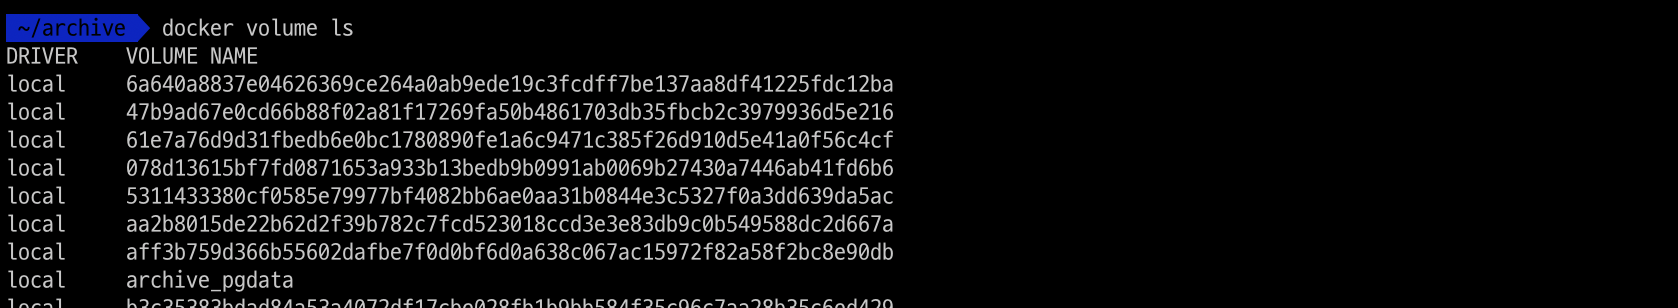 ~/archive docker volume ls
DRIVER VOLUME NAME
local 6a640a8837e04626369ce264a0ab9ede19c3fcdff7be137aa8df41225fdc12ba
local 47b9ad67e0cd66b88f02a81f17269fa50b4861703db35fbcb2c3979936d5e216
local 61e7a76d9d31fbedb6e0bc1780890fe1a6c9471c385f26d910d5e41a0f56c4cf
local 078d13615bf7fd0871653a933b13bedb9b0991ab0069b27430a7446ab41fd6b6
local 5311433380cf0585e79977bf4082bb6ae0aa31b0844e3c5327f0a3dd639da5ac
local aa2b8015de22b62d2f39b782c7fcd523018ccd3e3e83db9c0b549588dc2d667a
local aff3b759d366b55602dafbe7f0d0bf6d0a638c067ac15972f82a58f2bc8e90db
local archive_pgdata
local